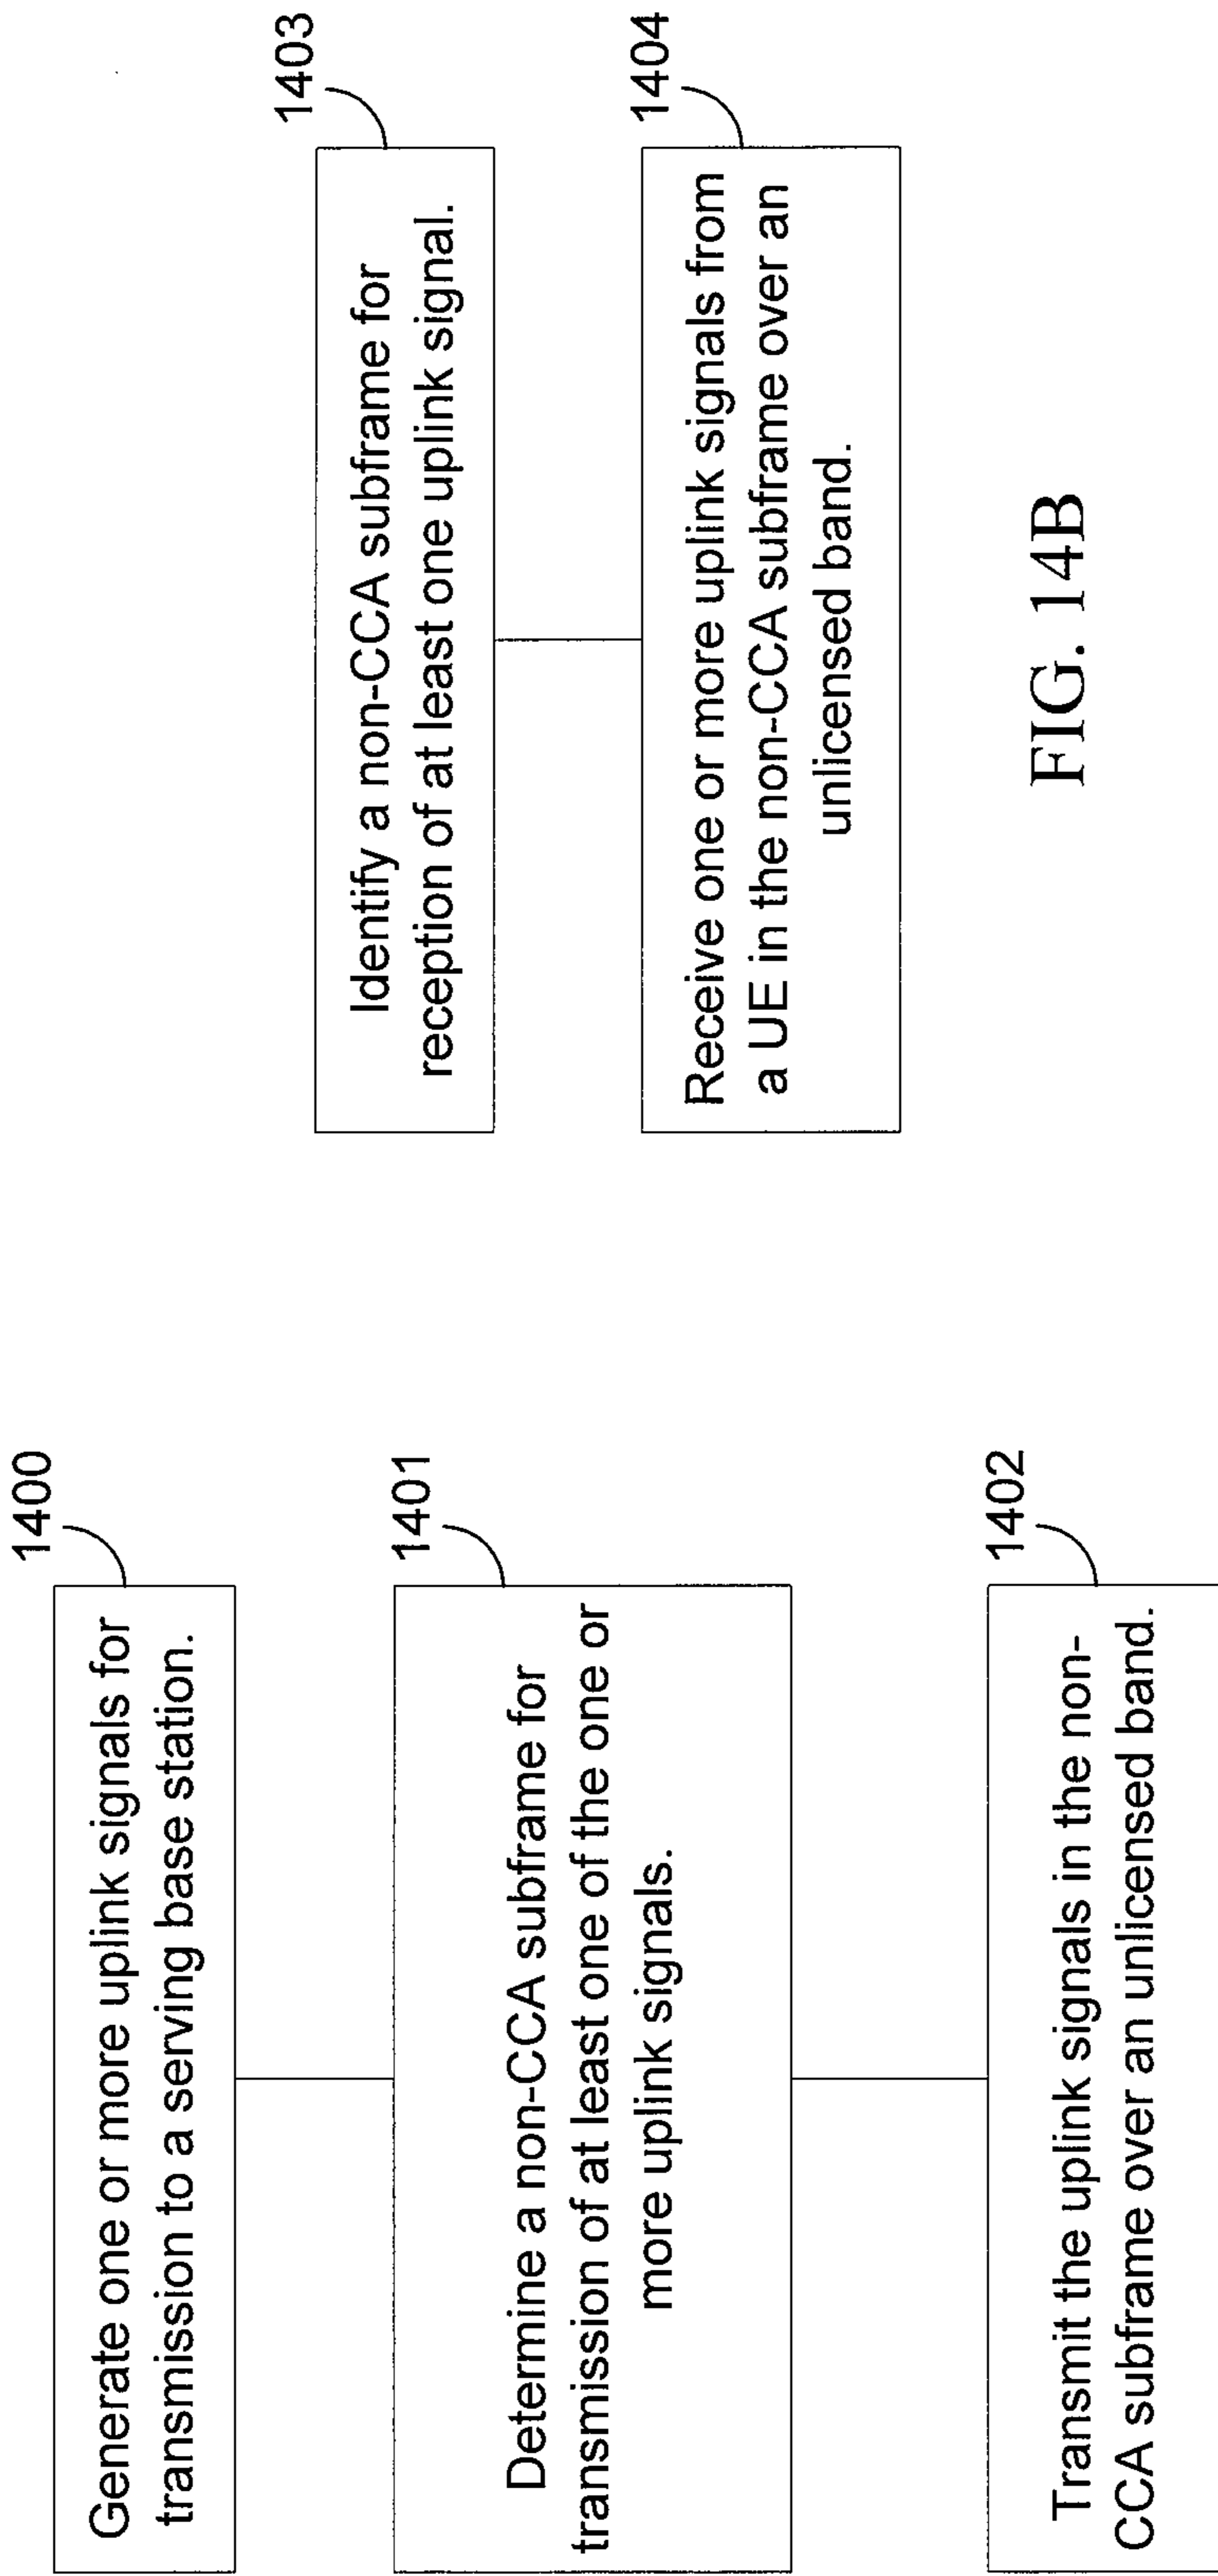 1400
Generate one or more uplink signals for
transmission to a serving base station.
1401
Determine a non-CCA subframe for
transmission of at least one of the one or
more uplink signals.
1402
Transmit the uplink signals in the non-
CCA subframe over an unlicensed band.
1403
Identify a non-CCA subframe for
reception of at least one uplink signal.
1404
Receive one or more uplink signals from
a UE in the non-CCA subframe over an
unlicensed band.
FIG. 14B